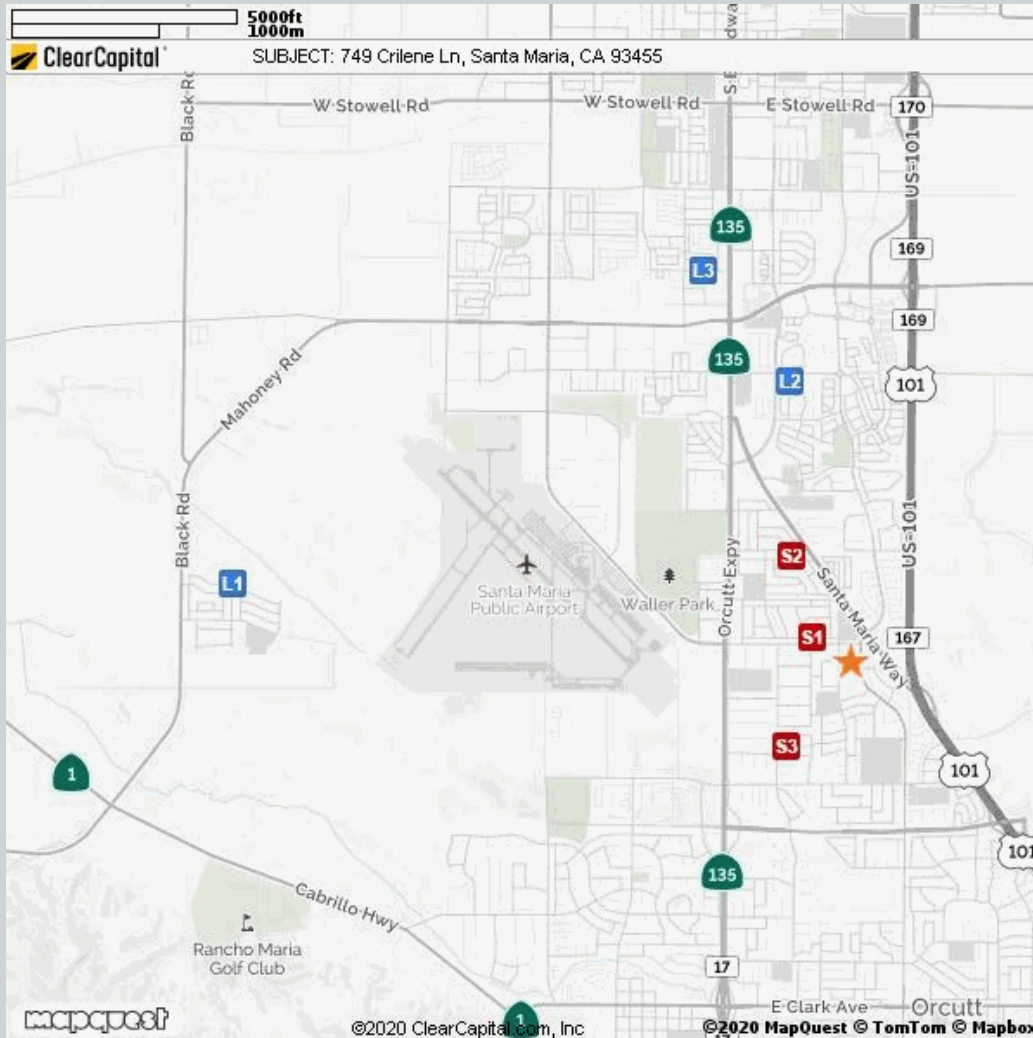 5000ft
1000m
ClearCapital
SUBJECT: 749 Crilene Ln, Santa Maria, CA 93455
Black Rd
W Stowell Rd
W Stowell Rd
E Stowell Rd
170
US-101
135
169
L3
169
135
101
L2
Mahoney Rd
Black Rd
US-101
Orcutt Expy
S2
L1
Santa Maria
Public Airport
Waller Park
Santa Maria Way
S1
167
S3
1
101
101
135
Cabrillo Hwy
Rancho Maria
Golf Club
17
E Clark Ave
Orcutt
1
mapquest
©2020 ClearCapital.com, Inc
©2020 MapQuest © TomTom © Mapbox